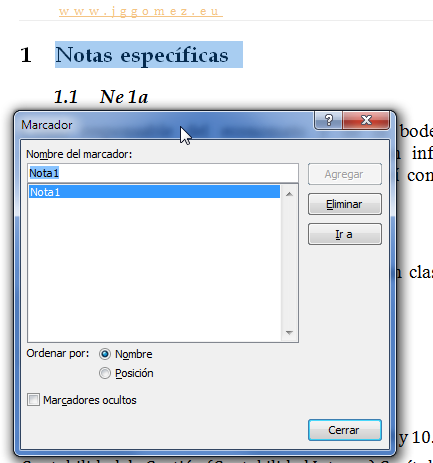 www.jggomez.eu
1 Notas específicas
1.1 Ne 1a
Marcador
bode
Nombre del marcador:
inf
Nota1
Agregar
con
Nota1
Eliminar
Ir a
clas
Ordenar por:
Nombre
Posición
Marcadores ocultos
Cerrar
y 10.